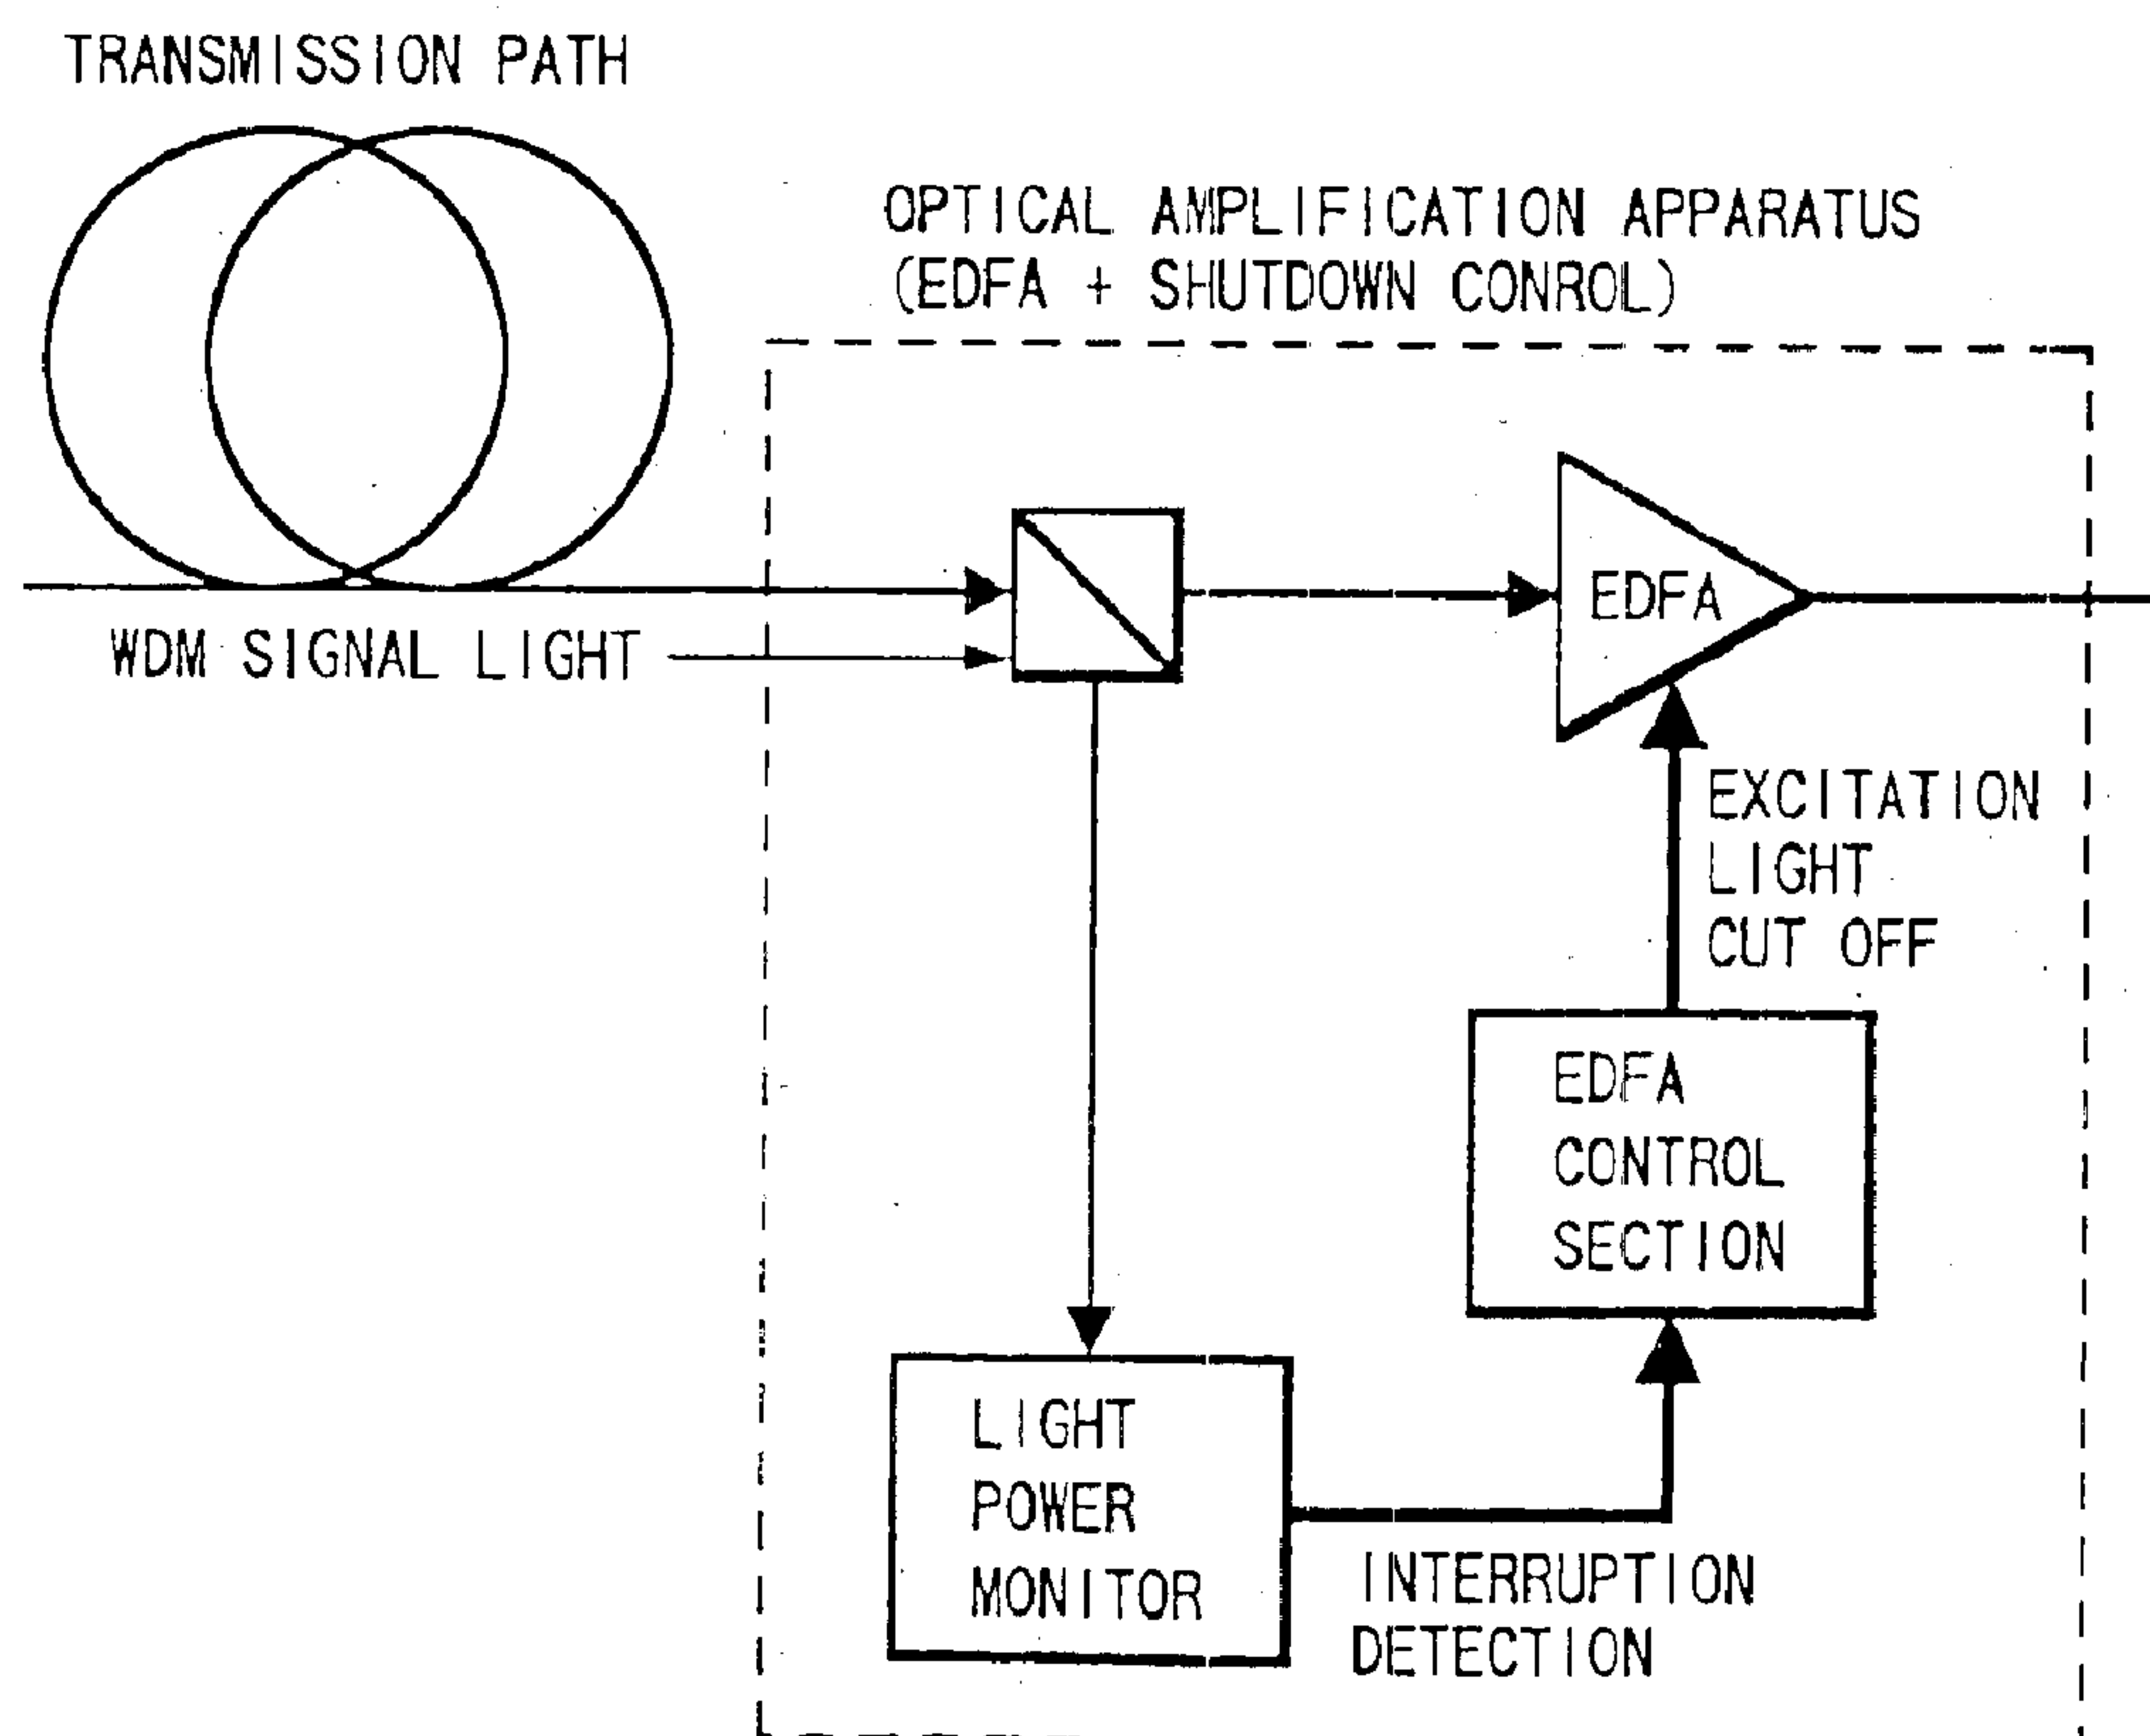 TRANSMISSION PATH
OPTICAL AMPLIFICATION APPARATUS
(EDFA + SHUTDOWN CONROL)
EDFA
WDM SIGNAL LIGHT
EXCITATION
LIGHT
CUT OFF
EDFA
CONTROL
SECTION
LIGHT
POWER
MONITOR
INTERRUPTION
DETECTION